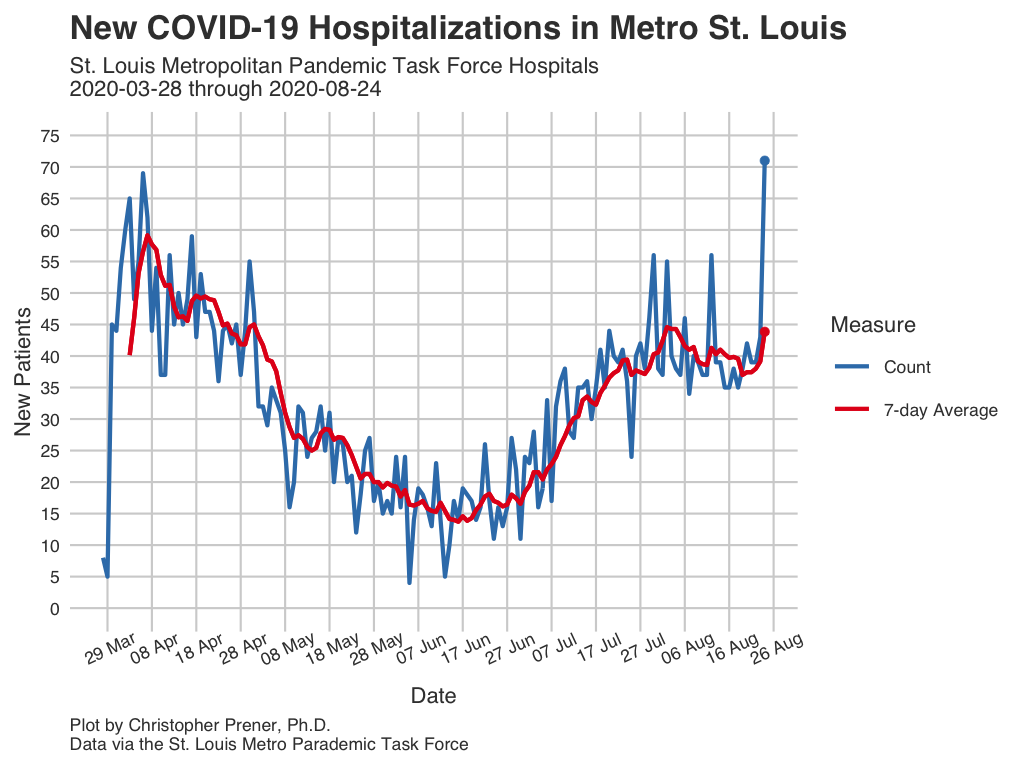 New COVID-19 Hospitalizations in Metro St. Louis
St. Louis Metropolitan Pandemic Task Force Hospitals
2020-03-28 through 2020-08-24
75
70
65
60
55
50
45
40
35
30
25
20
15
10
5
0
New Patients
29 Mar
08 Apr
18 Apr
28 Apr
08 May
18 May
28 May
07 Jun
17 Jun
27 Jun
07 Jul
17 Jul
27 Jul
06 Aug
16 Aug
26 Aug
Date
Measure
Count
7-day Average
Plot by Christopher Prener, Ph.D.
Data via the St. Louis Metro Parademic Task Force